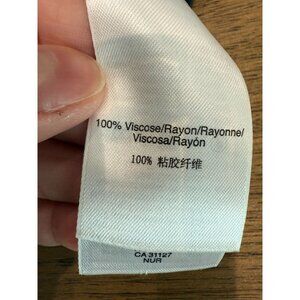 100% Viscose/Rayon/Rayonne/
Viscosa/Rayón
100% 粘胶纤维
CA 31127
NUR